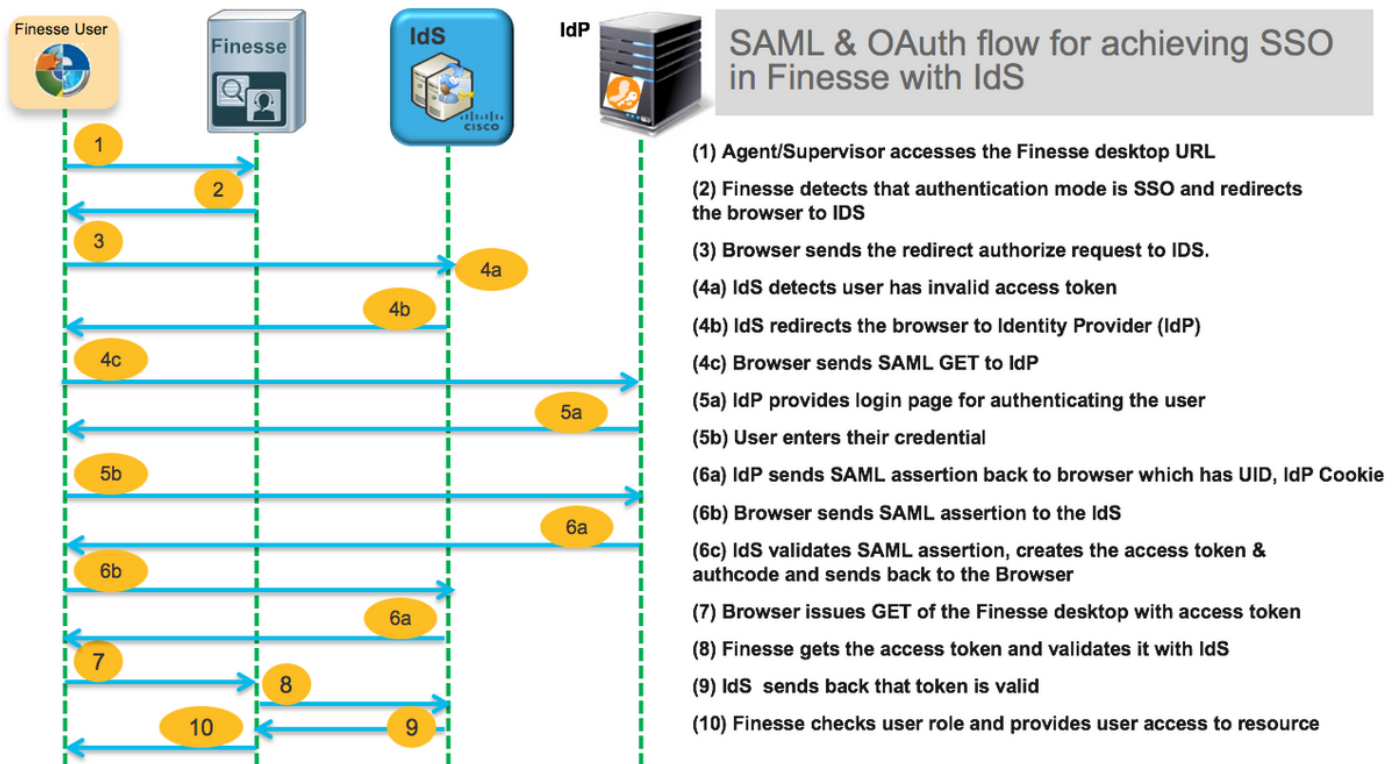 Finesse User
Finesse
IdS
CISCO
IdP
SAML & OAuth flow for achieving SSO
in Finesse with IdS
1
2
3
4a
4b
4c
5a
5b
6a
6b
6a
7
8
9
10
(1) Agent/Supervisor accesses the Finesse desktop URL
(2) Finesse detects that authentication mode is SSO and redirects
the browser to IDS
(3) Browser sends the redirect authorize request to IDS.
(4a) IdS detects user has invalid access token
(4b) IdS redirects the browser to Identity Provider (IdP)
(4c) Browser sends SAML GET to IdP
(5a) IdP provides login page for authenticating the user
(5b) User enters their credential
(6a) IdP sends SAML assertion back to browser which has UID, IdP Cookie
(6b) Browser sends SAML assertion to the IdS
(6c) IdS validates SAML assertion, creates the access token &
authcode and sends back to the Browser
(7) Browser issues GET of the Finesse desktop with access token
(8) Finesse gets the access token and validates it with IdS
(9) IdS  sends back that token is valid
(10) Finesse checks user role and provides user access to resource